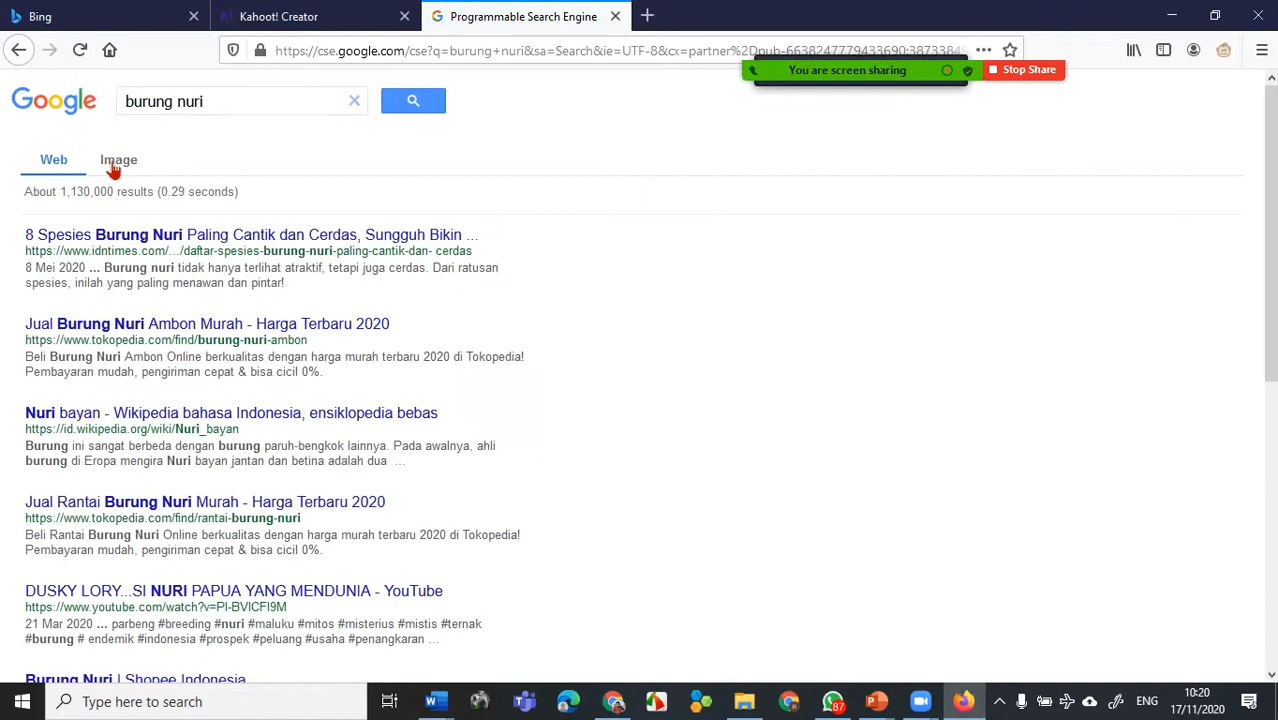 Bing
Kahoot! Creator
Programmable Search Engine
https://cse.google.com/cse?q=burung+nuri&sa=Search&ie=UTF-8&cx=partner%2Dpub-6638247779433690:3873384
You are screen sharing
Stop Share
Google
burung nuri
Web
Image
About 1,130,000 results (0.29 seconds)
8 Spesies Burung Nuri Paling Cantik dan Cerdas, Sungguh Bikin ...
https://www.idntimes.com/.../daftar-spesies-burung-nuri-paling-cantik-dan- cerdas
8 Mei 2020 ... Burung nuri tidak hanya terlihat atraktif, tetapi juga cerdas. Dari ratusan
spesies, inilah yang paling menawan dan pintar!
Jual Burung Nuri Ambon Murah - Harga Terbaru 2020
https://www.tokopedia.com/find/burung-nuri-ambon
Beli Burung Nuri Ambon Online berkualitas dengan harga murah terbaru 2020 di Tokopedia!
Pembayaran mudah, pengiriman cepat & bisa cicil 0%.
Nuri bayan - Wikipedia bahasa Indonesia, ensiklopedia bebas
https://id.wikipedia.org/wiki/Nuri_bayan
Burung ini sangat berbeda dengan burung paruh-bengkok lainnya. Pada awalnya, ahli
burung di Eropa mengira Nuri bayan jantan dan betina adalah dua ...
Jual Rantai Burung Nuri Murah - Harga Terbaru 2020
https://www.tokopedia.com/find/rantai-burung-nuri
Beli Rantai Burung Nuri Online berkualitas dengan harga murah terbaru 2020 di Tokopedia!
Pembayaran mudah, pengiriman cepat & bisa cicil 0%.
DUSKY LORY...SI NURI PAPUA YANG MENDUNIA - YouTube
https://www.youtube.com/watch?v=PI-BVICFI9M
21 Mar 2020 ... parbeng #breeding #nuri #maluku #mitos #misterius #mistis #ternak
#burung # endemik #indonesia #prospek #peluang #usaha #penangkaran ...
Burung Nuri | Shopee Indonesia
Type here to search
87
ENG
10:20
17/11/2020